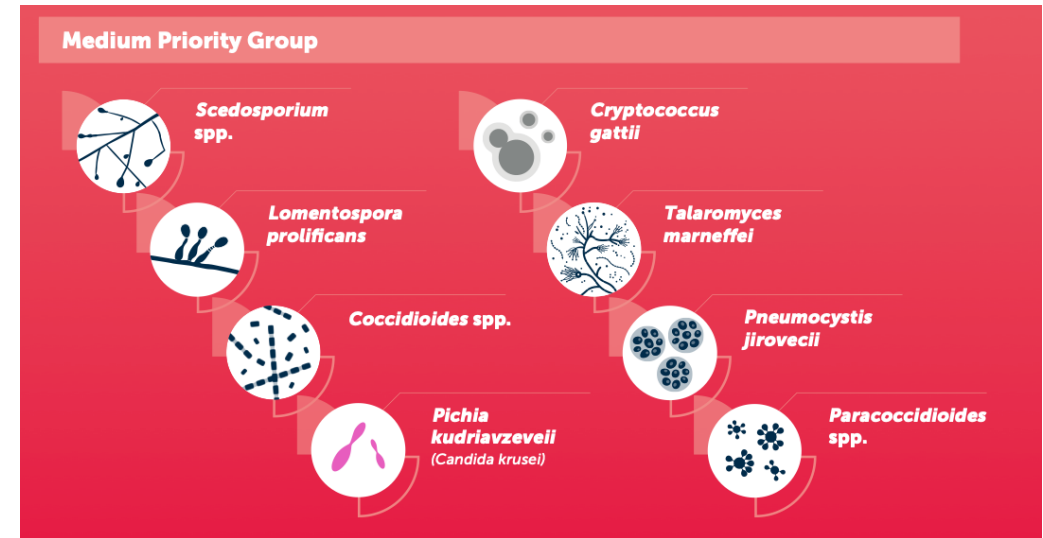 Medium Priority Group
Scedosporium
spp.
Cryptococcus
gattii
Lomentospora
prolificans
Talaromyces
marneffei
Coccidioides spp.
Pneumocystis
jirovecii
Pichia
kudriavzeveii
(Candida krusei)
Paracoccidioides
spp.